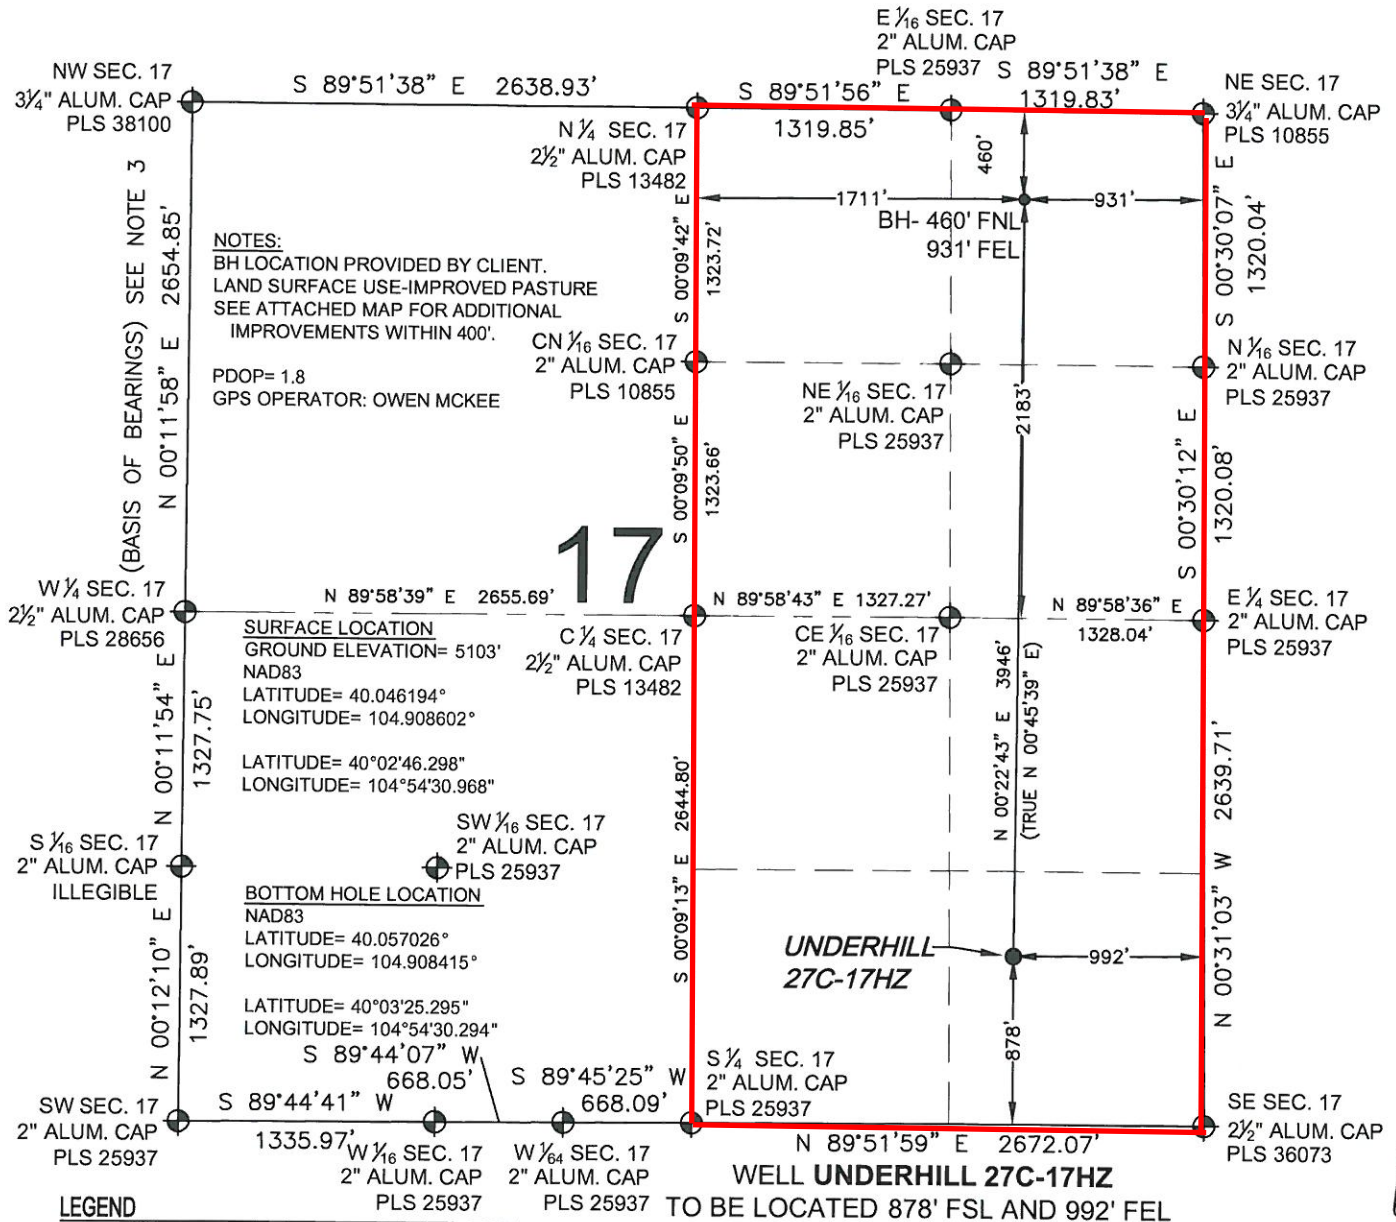 E 1/16 SEC. 17
2" ALUM. CAP
PLS 25937
NW SEC. 17
3¼" ALUM. CAP
PLS 38100
S 89°51'38" E 2638.93'
S 89°51'56" E
1319.85'
S 89°51'38" E
1319.83'
NE SEC. 17
3¼" ALUM. CAP
PLS 10855
N ¼ SEC. 17
2½" ALUM. CAP
PLS 13482
460'
1711'
931'
BH- 460' FNL
931' FEL
(BASIS OF BEARINGS) SEE NOTE 3
N 00°11'58" E 2654.85'
NOTES:
BH LOCATION PROVIDED BY CLIENT.
LAND SURFACE USE-IMPROVED PASTURE
SEE ATTACHED MAP FOR ADDITIONAL
IMPROVEMENTS WITHIN 400'.
PDOP= 1.8
GPS OPERATOR: OWEN MCKEE
S 00°09'42" E
1323.72'
S 00°30'07" E
1320.04'
CN 1/16 SEC. 17
2" ALUM. CAP
PLS 10855
NE 1/16 SEC. 17
2" ALUM. CAP
PLS 25937
N 1/16 SEC. 17
2" ALUM. CAP
PLS 25937
2183'
S 00°09'50" E
1323.66'
S 00°30'12" E
1320.08'
17
W ¼ SEC. 17
2½" ALUM. CAP
PLS 28656
N 89°58'39" E 2655.69'
N 89°58'43" E 1327.27'
N 89°58'36" E
1328.04'
C ¼ SEC. 17
2½" ALUM. CAP
PLS 13482
CE 1/16 SEC. 17
2" ALUM. CAP
PLS 25937
E ¼ SEC. 17
2" ALUM. CAP
PLS 25937
SURFACE LOCATION
GROUND ELEVATION= 5103'
NAD83
LATITUDE= 40.046194°
LONGITUDE= 104.908602°
LATITUDE= 40°02'46.298"
LONGITUDE= 104°54'30.968"
N 00°11'54" E
1327.75'
N 00°22'43" E 3946'
(TRUE N 00°45'39" E)
S 00°09'13" E 2644.80'
N 00°31'03" W 2639.71'
S 1/16 SEC. 17
2" ALUM. CAP
ILLEGIBLE
SW 1/16 SEC. 17
2" ALUM. CAP
PLS 25937
BOTTOM HOLE LOCATION
NAD83
LATITUDE= 40.057026°
LONGITUDE= 104.908415°
LATITUDE= 40°03'25.295"
LONGITUDE= 104°54'30.294"
N 00°12'10" E
1327.89'
UNDERHILL
27C-17HZ
992'
878'
S 89°44'07" W
668.05'
S 89°45'25" W
668.09'
S ¼ SEC. 17
2" ALUM. CAP
PLS 25937
SW SEC. 17
2" ALUM. CAP
PLS 25937
S 89°44'41" W
1335.97'
W 1/16 SEC. 17
2" ALUM. CAP
PLS 25937
W 1/64 SEC. 17
2" ALUM. CAP
PLS 25937
N 89°51'59" E 2672.07'
SE SEC. 17
2½" ALUM. CAP
PLS 36073
WELL UNDERHILL 27C-17HZ
TO BE LOCATED 878' FSL AND 992' FEL
LEGEND